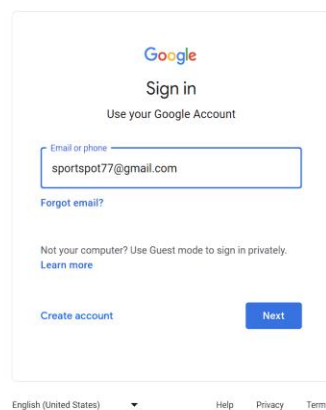 Google
Sign in
Use your Google Account
Email or phone
sportspot77@gmail.com
Forgot email?
Not your computer? Use Guest mode to sign in privately.
Learn more
Create account
Next
English (United States) Help Privacy Term